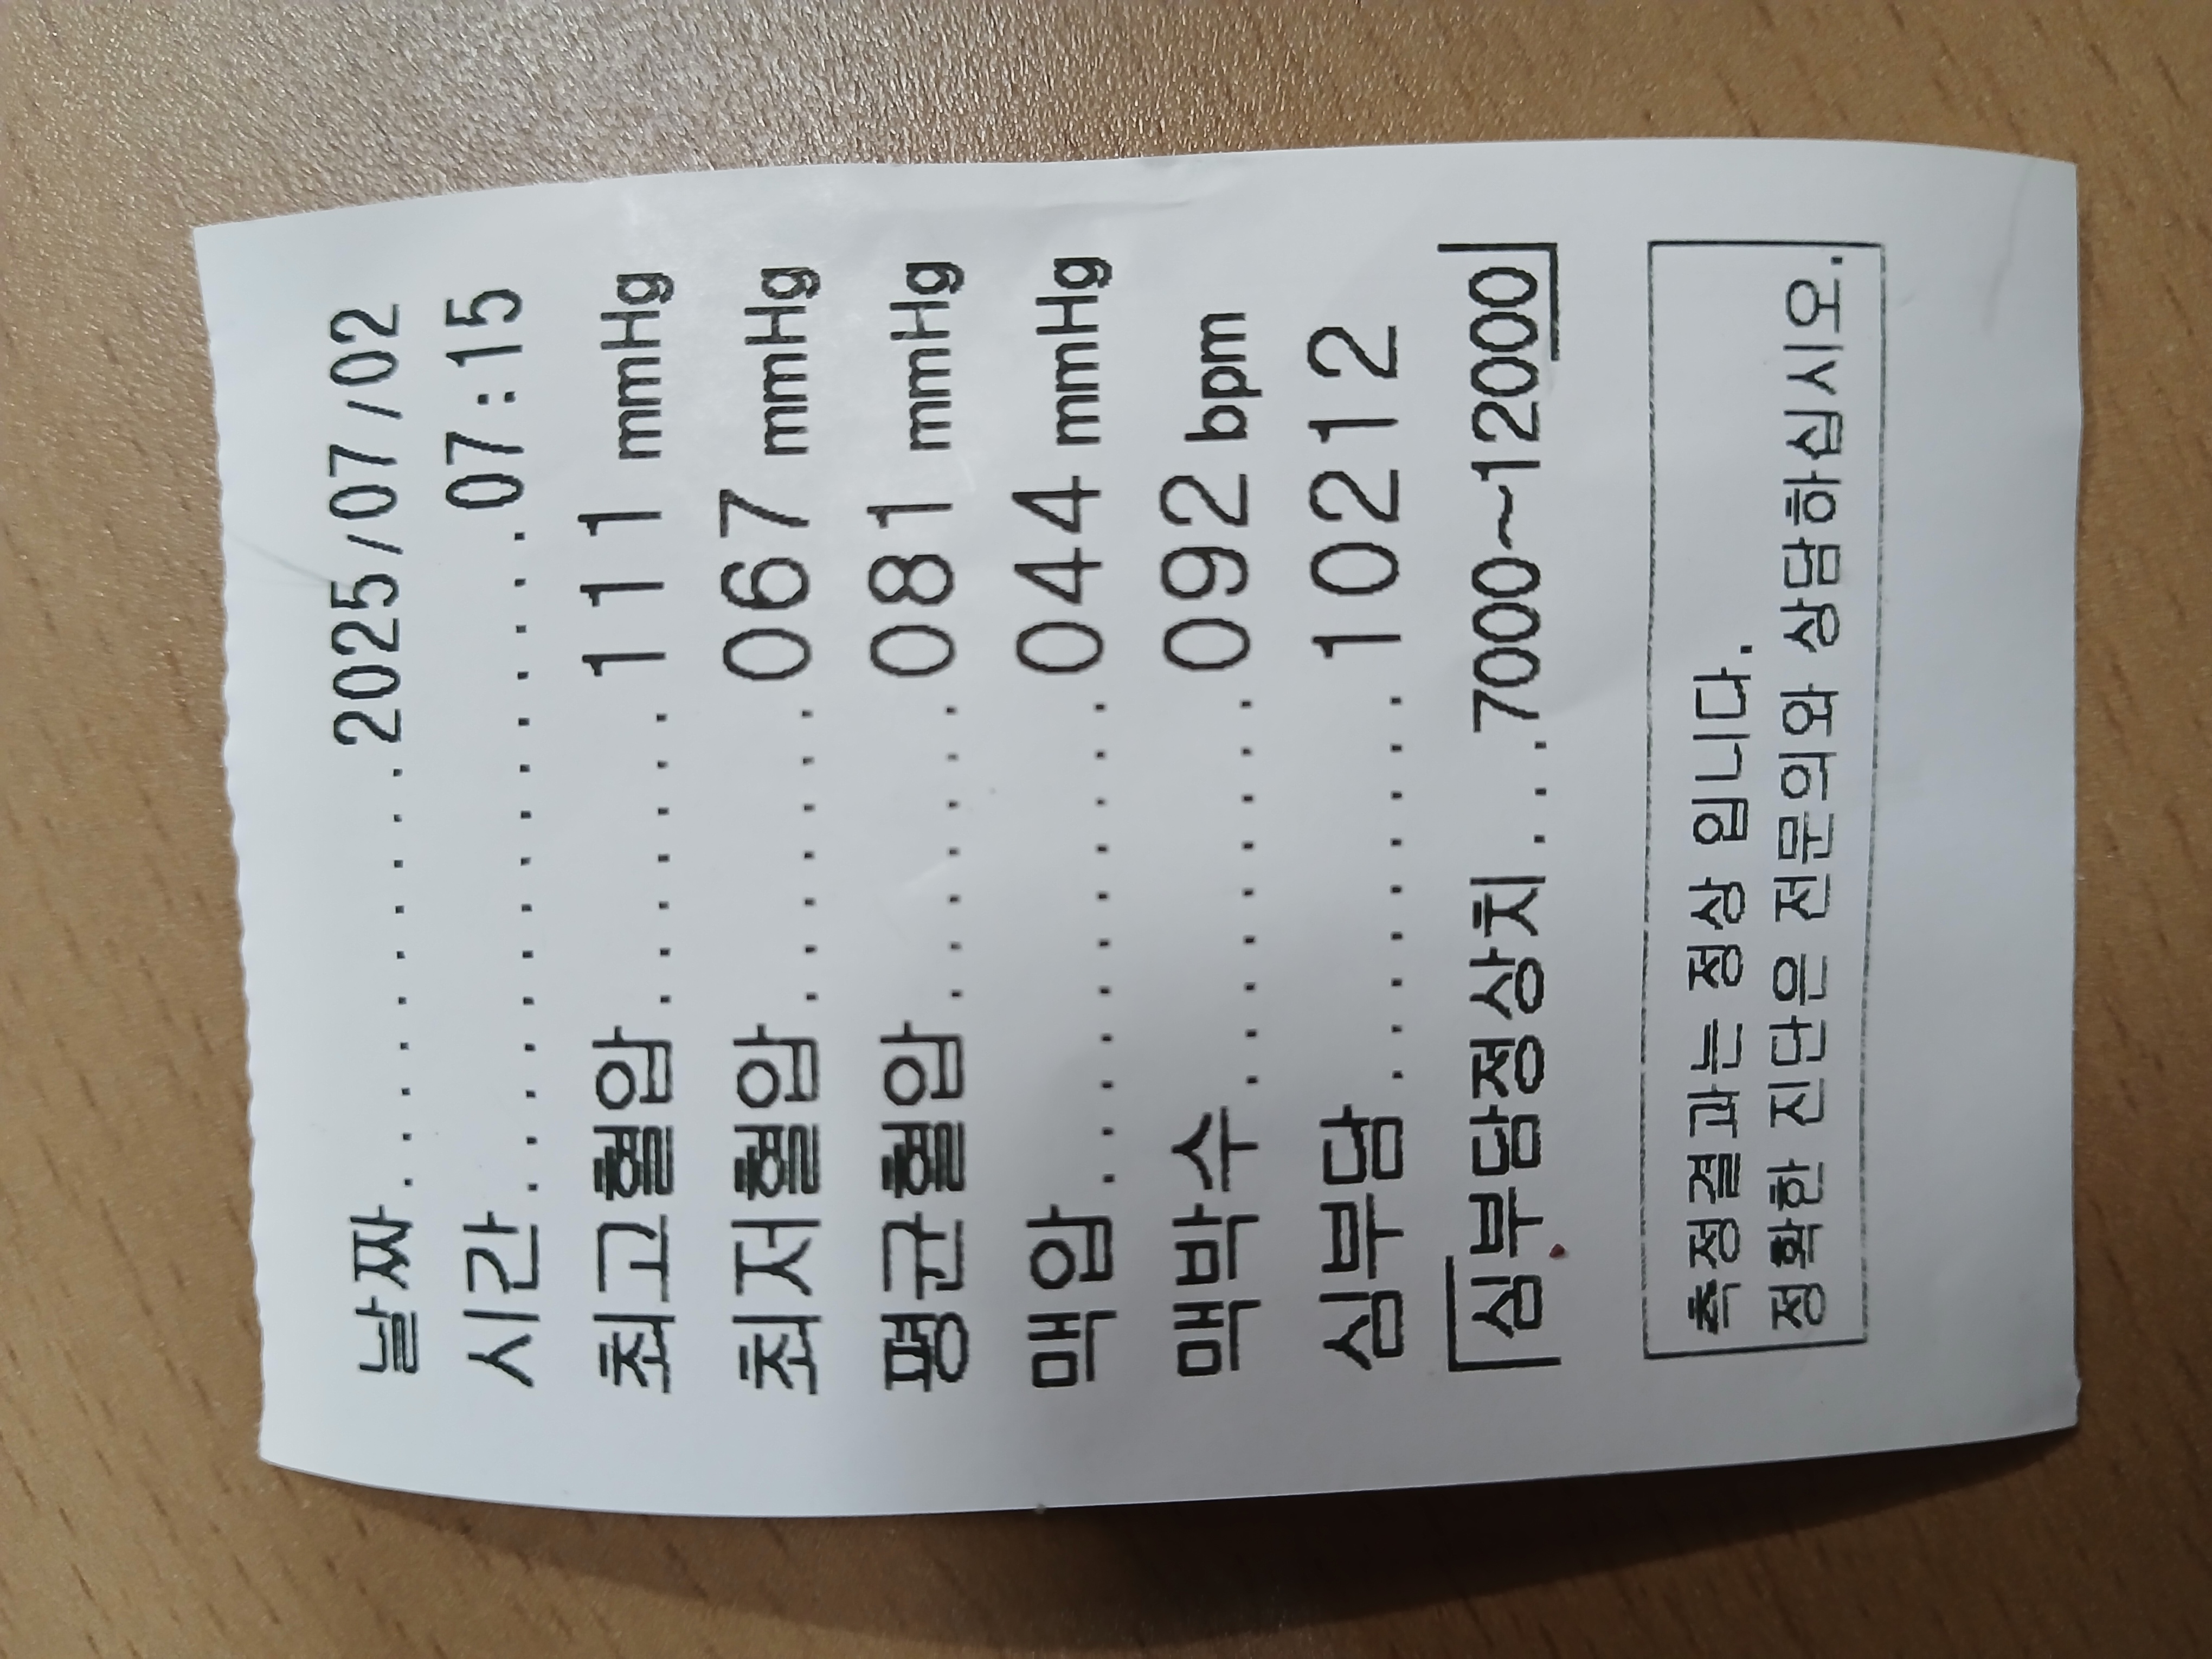 날짜............2025/07/02
시간...............07:15
최고혈압.......111 mmHg
최저혈압.......067 mmHg
평균혈압.......081 mmHg
맥압...........044 mmHg
맥박수.........092 bpm
심부담.........10212
심부담정상치...7000~12000
측정결과는 정상 입니다.
정확한 진단은 전문의와 상담하십시오.